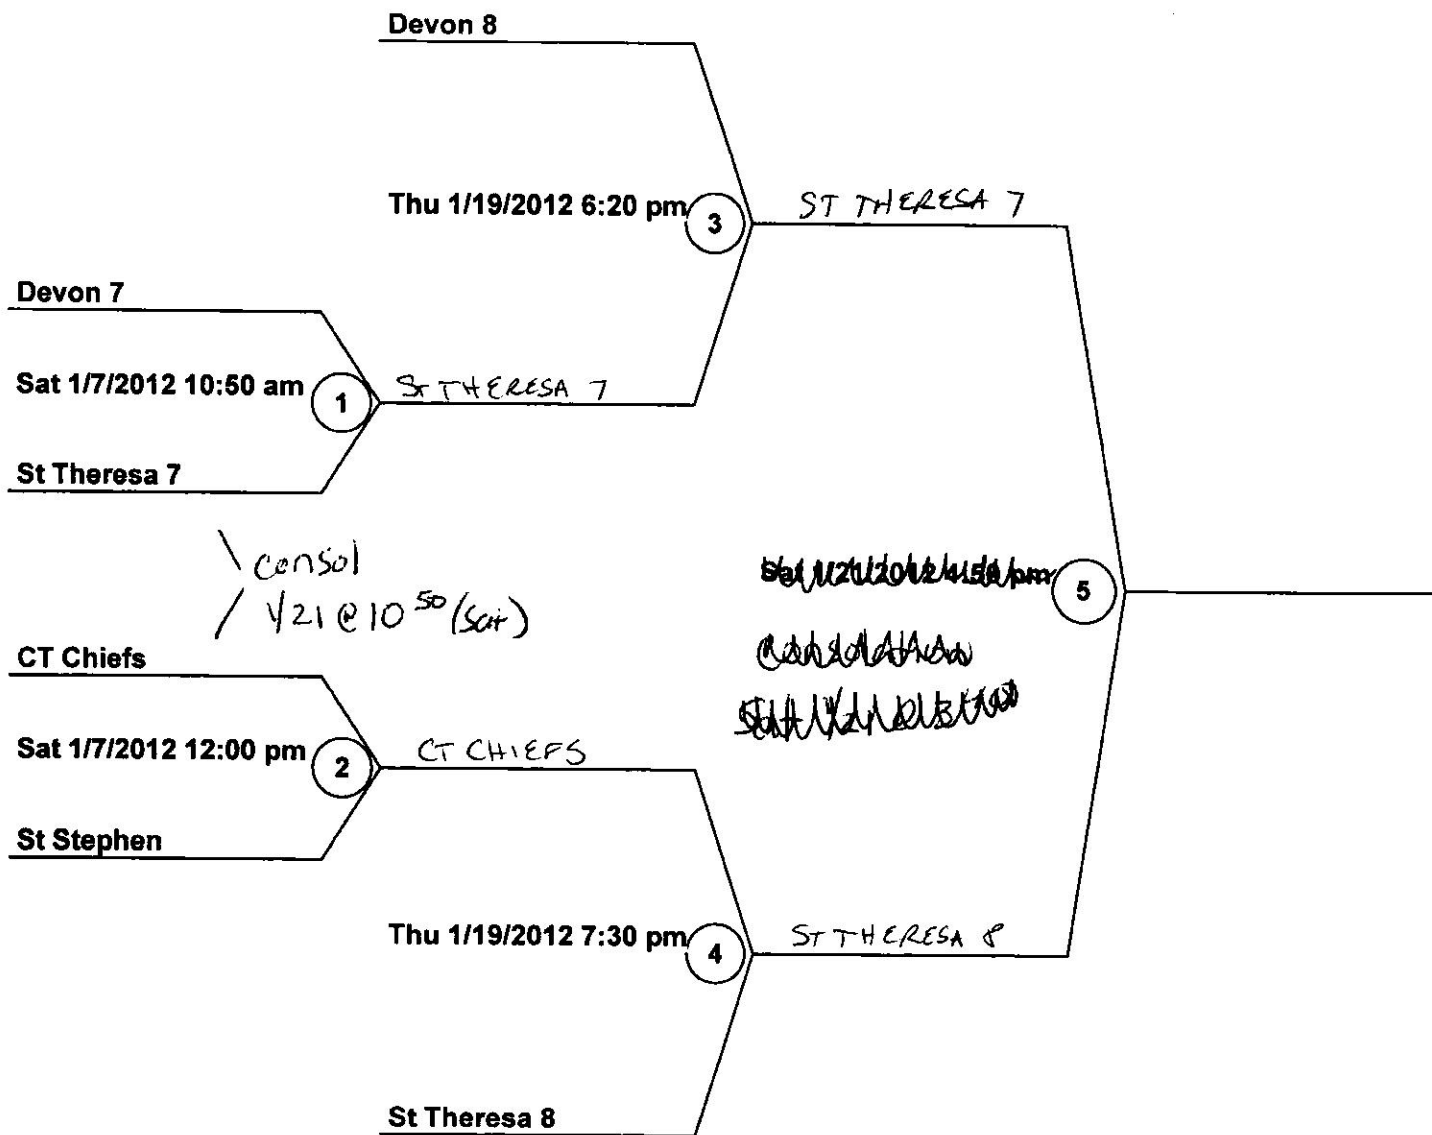 Devon 8
Thu 1/19/2012 6:20 pm
3
ST THERESA 7
Devon 7
Sat 1/7/2012 10:50 am
1
ST THERESA 7
St Theresa 7
consol
1/21 @ 10 50 (Sat)
5
CT Chiefs
Sat 1/7/2012 12:00 pm
2
CT CHIEFS
St Stephen
Thu 1/19/2012 7:30 pm
4
ST THERESA 8
St Theresa 8